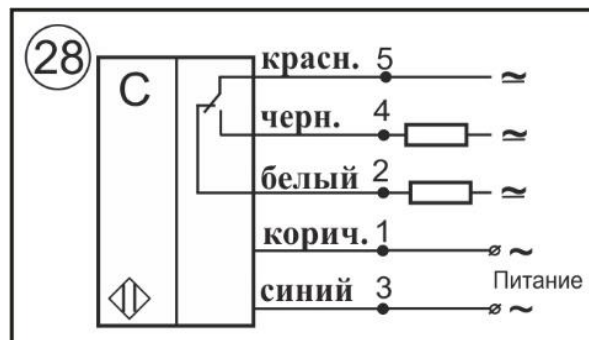 28
С
красн. 5 ≃
черн. 4 ≃
белый 2 ≃
корич. 1 ~
Питание
синий 3 ~